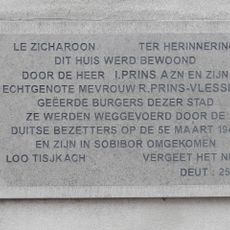 LE ZICHAROON TER HERINNERIN
DIT HUIS WERD BEWOOND
DOOR DE HEER I.PRINS AZN EN ZIJN
ECHTGENOTE MEVROUW R.PRINS-VLESS
GEËERDE BURGERS DEZER STAD
ZE WERDEN WEGGEVOERD DOOR DE
DUITSE BEZETTERS OP DE 5E MAART 194
EN ZIJN IN SOBIBOR OMGEKOMEN
LOO TISJKACH VERGEET HET NI
DEUT : 25